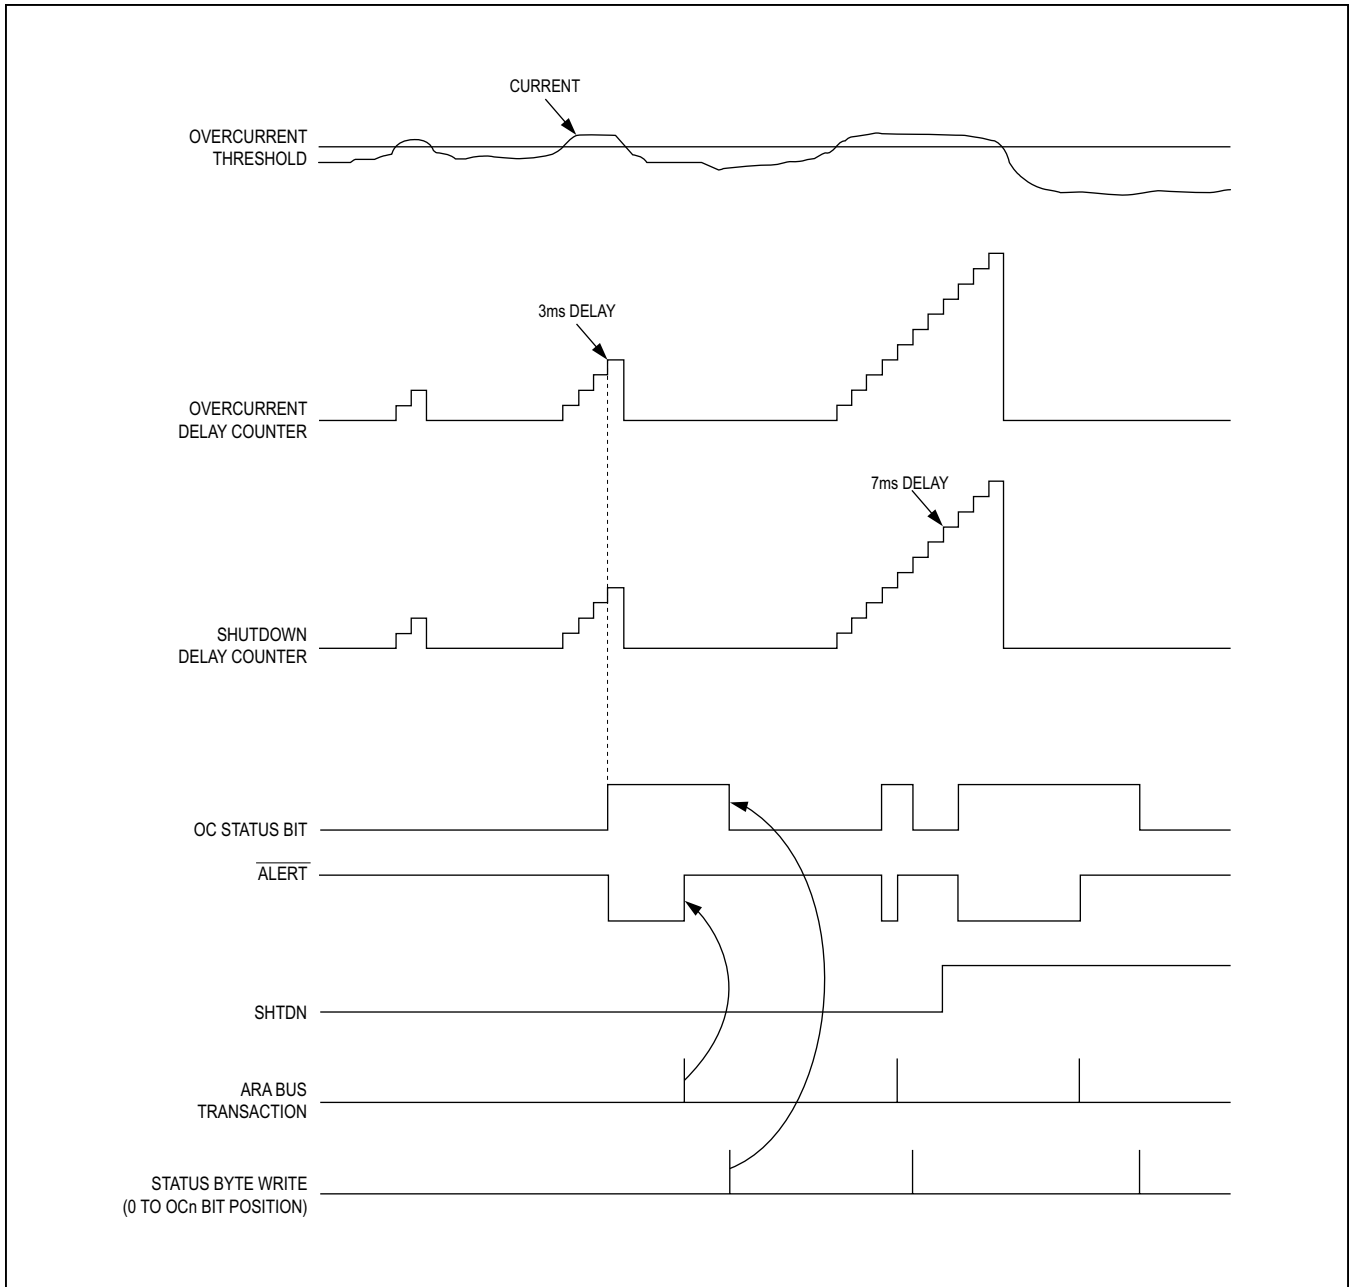 CURRENT
OVERCURRENT
THRESHOLD
3ms DELAY
OVERCURRENT
DELAY COUNTER
7ms DELAY
SHUTDOWN
DELAY COUNTER
OC STATUS BIT
ALERT
SHTDN
ARA BUS
TRANSACTION
STATUS BYTE WRITE
(0 TO OCn BIT POSITION)